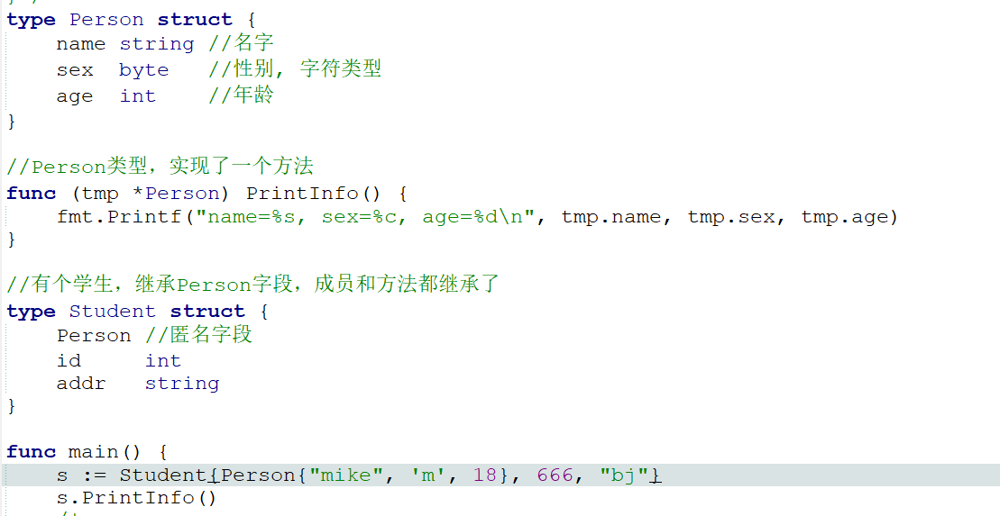 type Person struct {
    name string //名字
    sex  byte   //性别, 字符类型
    age  int    //年龄
}
//Person类型，实现了一个方法
func (tmp *Person) PrintInfo() {
    fmt.Printf("name=%s, sex=%c, age=%d\n", tmp.name, tmp.sex, tmp.age)
}
//有个学生，继承Person字段，成员和方法都继承了
type Student struct {
    Person //匿名字段
    id     int
    addr   string
}
func main() {
    s := Student{Person{"mike", 'm', 18}, 666, "bj"}
    s.PrintInfo()